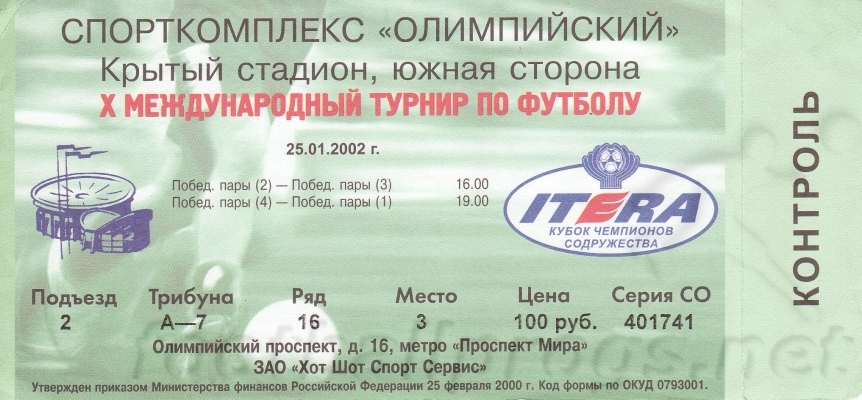 СПОРТКОМПЛЕКС «ОЛИМПИЙСКИЙ»
Крытый стадион, южная сторона
X МЕЖДУНАРОДНЫЙ ТУРНИР ПО ФУТБОЛУ
25.01.2002 г.
Побед. пары (2) — Побед. пары (3) 16.00
Побед. пары (4) — Побед. пары (1) 19.00
ITERA
КУБОК ЧЕМПИОНОВ
СОДРУЖЕСТВА
Подъезд Трибуна Ряд Место Цена Серия СО
2 А—7 16 3 100 руб. 401741
Олимпийский проспект, д. 16, метро «Проспект Мира»
ЗАО «Хот Шот Спорт Сервис»
Утвержден приказом Министерства финансов Российской Федерации 25 февраля 2000 г. Код формы по ОКУД 0793001.
КОНТРОЛЬ